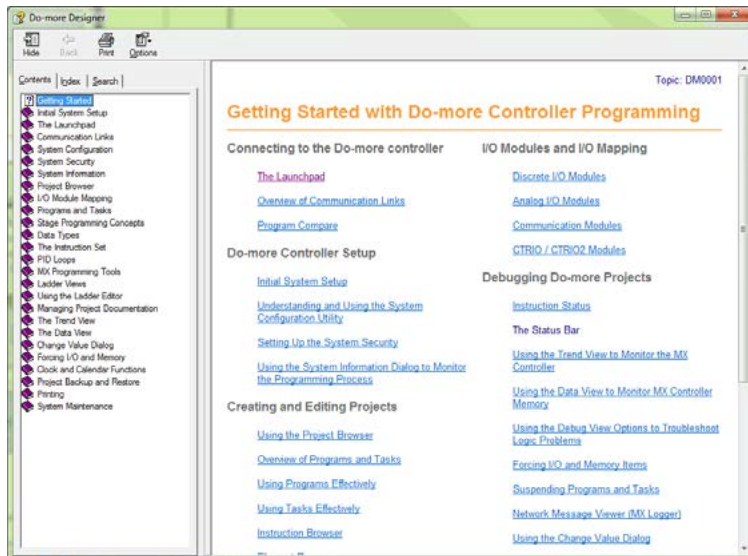 Do-more Designer
Hide Back Print Options
Contents Index Search
Getting Started
Initial System Setup
The Launchpad
Communication Links
System Configuration
System Security
System Information
Project Browser
I/O Module Mapping
Programs and Tasks
Stage Programming Concepts
Data Types
The Instruction Set
PID Loops
MX Programming Tools
Ladder Views
Using the Ladder Editor
Managing Project Documentation
The Trend View
The Data View
Change Value Dialog
Forcing I/O and Memory
Clock and Calendar Functions
Project Backup and Restore
Printing
System Maintenance
Topic: DM0001
Getting Started with Do-more Controller Programming
Connecting to the Do-more controller
The Launchpad
Overview of Communication Links
Program Compare
Do-more Controller Setup
Initial System Setup
Understanding and Using the System
Configuration Utility
Setting Up the System Security
Using the System Information Dialog to Monitor
the Programming Process
Creating and Editing Projects
Using the Project Browser
Overview of Programs and Tasks
Using Programs Effectively
Using Tasks Effectively
Instruction Browser
I/O Modules and I/O Mapping
Discrete I/O Modules
Analog I/O Modules
Communication Modules
CTRIO / CTRIO2 Modules
Debugging Do-more Projects
Instruction Status
The Status Bar
Using the Trend View to Monitor the MX
Controller
Using the Data View to Monitor MX Controller
Memory
Using the Debug View Options to Troubleshoot
Logic Problems
Forcing I/O and Memory Items
Suspending Programs and Tasks
Network Message Viewer (MX Logger)
Using the Change Value Dialog